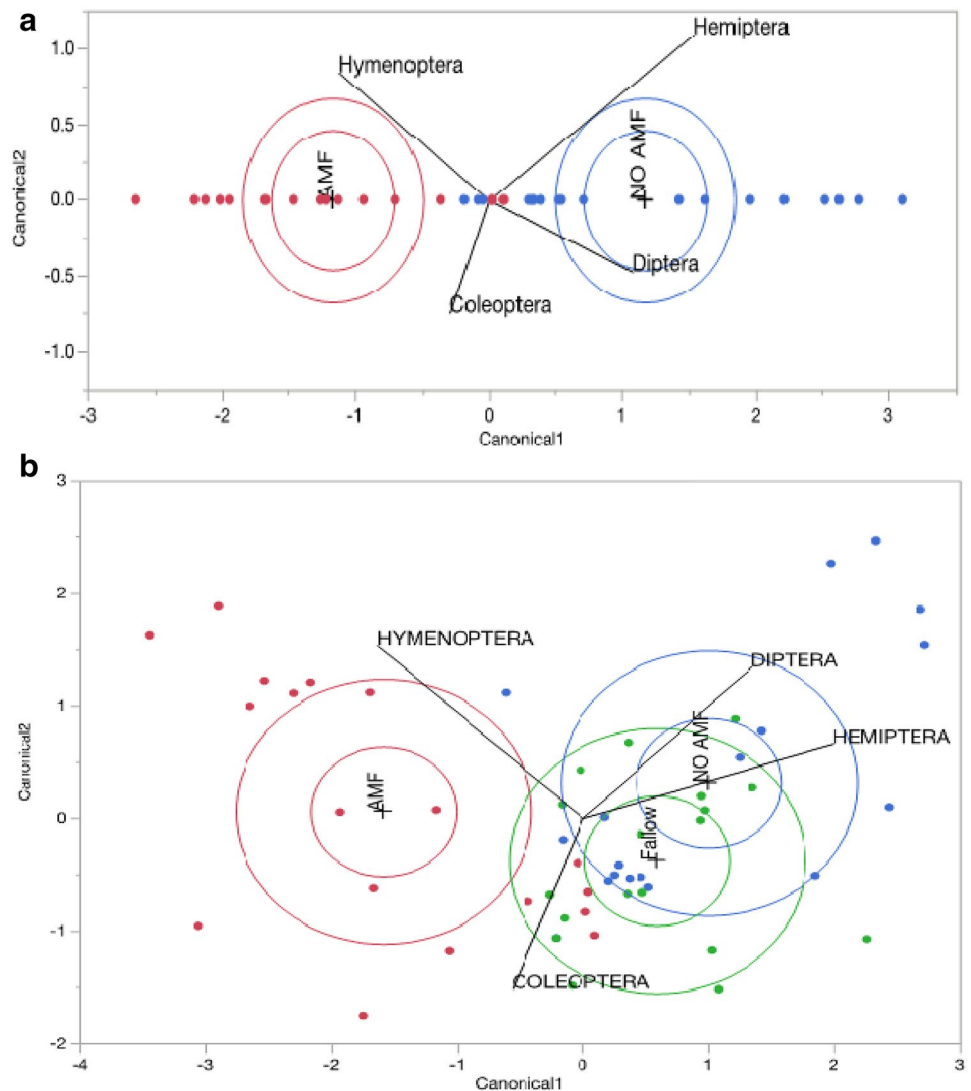 a
Canonical2
1.0
0.5
0.0
-0.5
-1.0
Hymenoptera
Hemiptera
AMF
NO AMF
Diptera
Coleoptera
-3 -2 -1 0 1 2 3
Canonical1
b
Canonical2
3
2
1
0
-1
-2
HYMENOPTERA
DIPTERA
HEMIPTERA
AMF
NO AMF
Fallow
COLEOPTERA
-4 -3 -2 -1 0 1 2 3
Canonical1